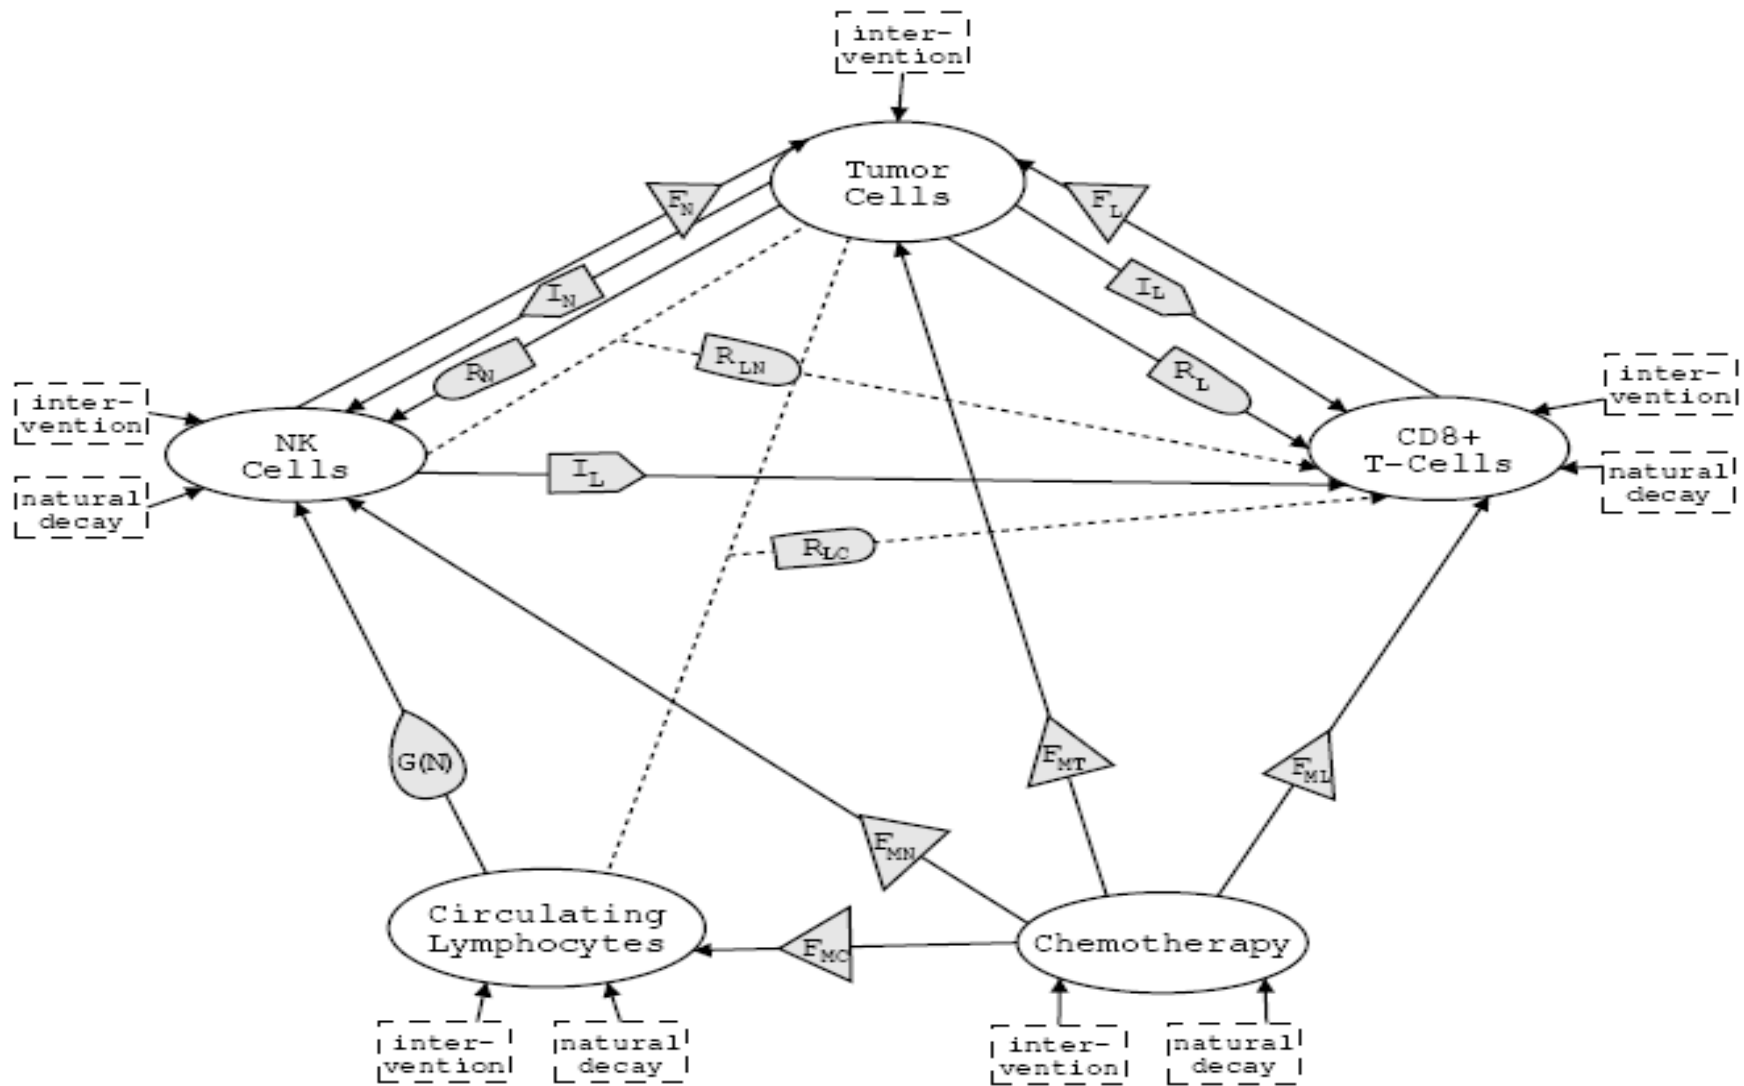 inter-
vention
Tumor
Cells
F_N
F_L
I_N
I_L
R_N
R_LN
R_L
inter-
vention
inter-
vention
NK
Cells
CD8+
T-Cells
I_L
natural
decay
natural
decay
R_LC
G(N)
F_MT
F_ML
F_MN
Circulating
Lymphocytes
F_MC
Chemotherapy
inter-
vention
natural
decay
inter-
vention
natural
decay